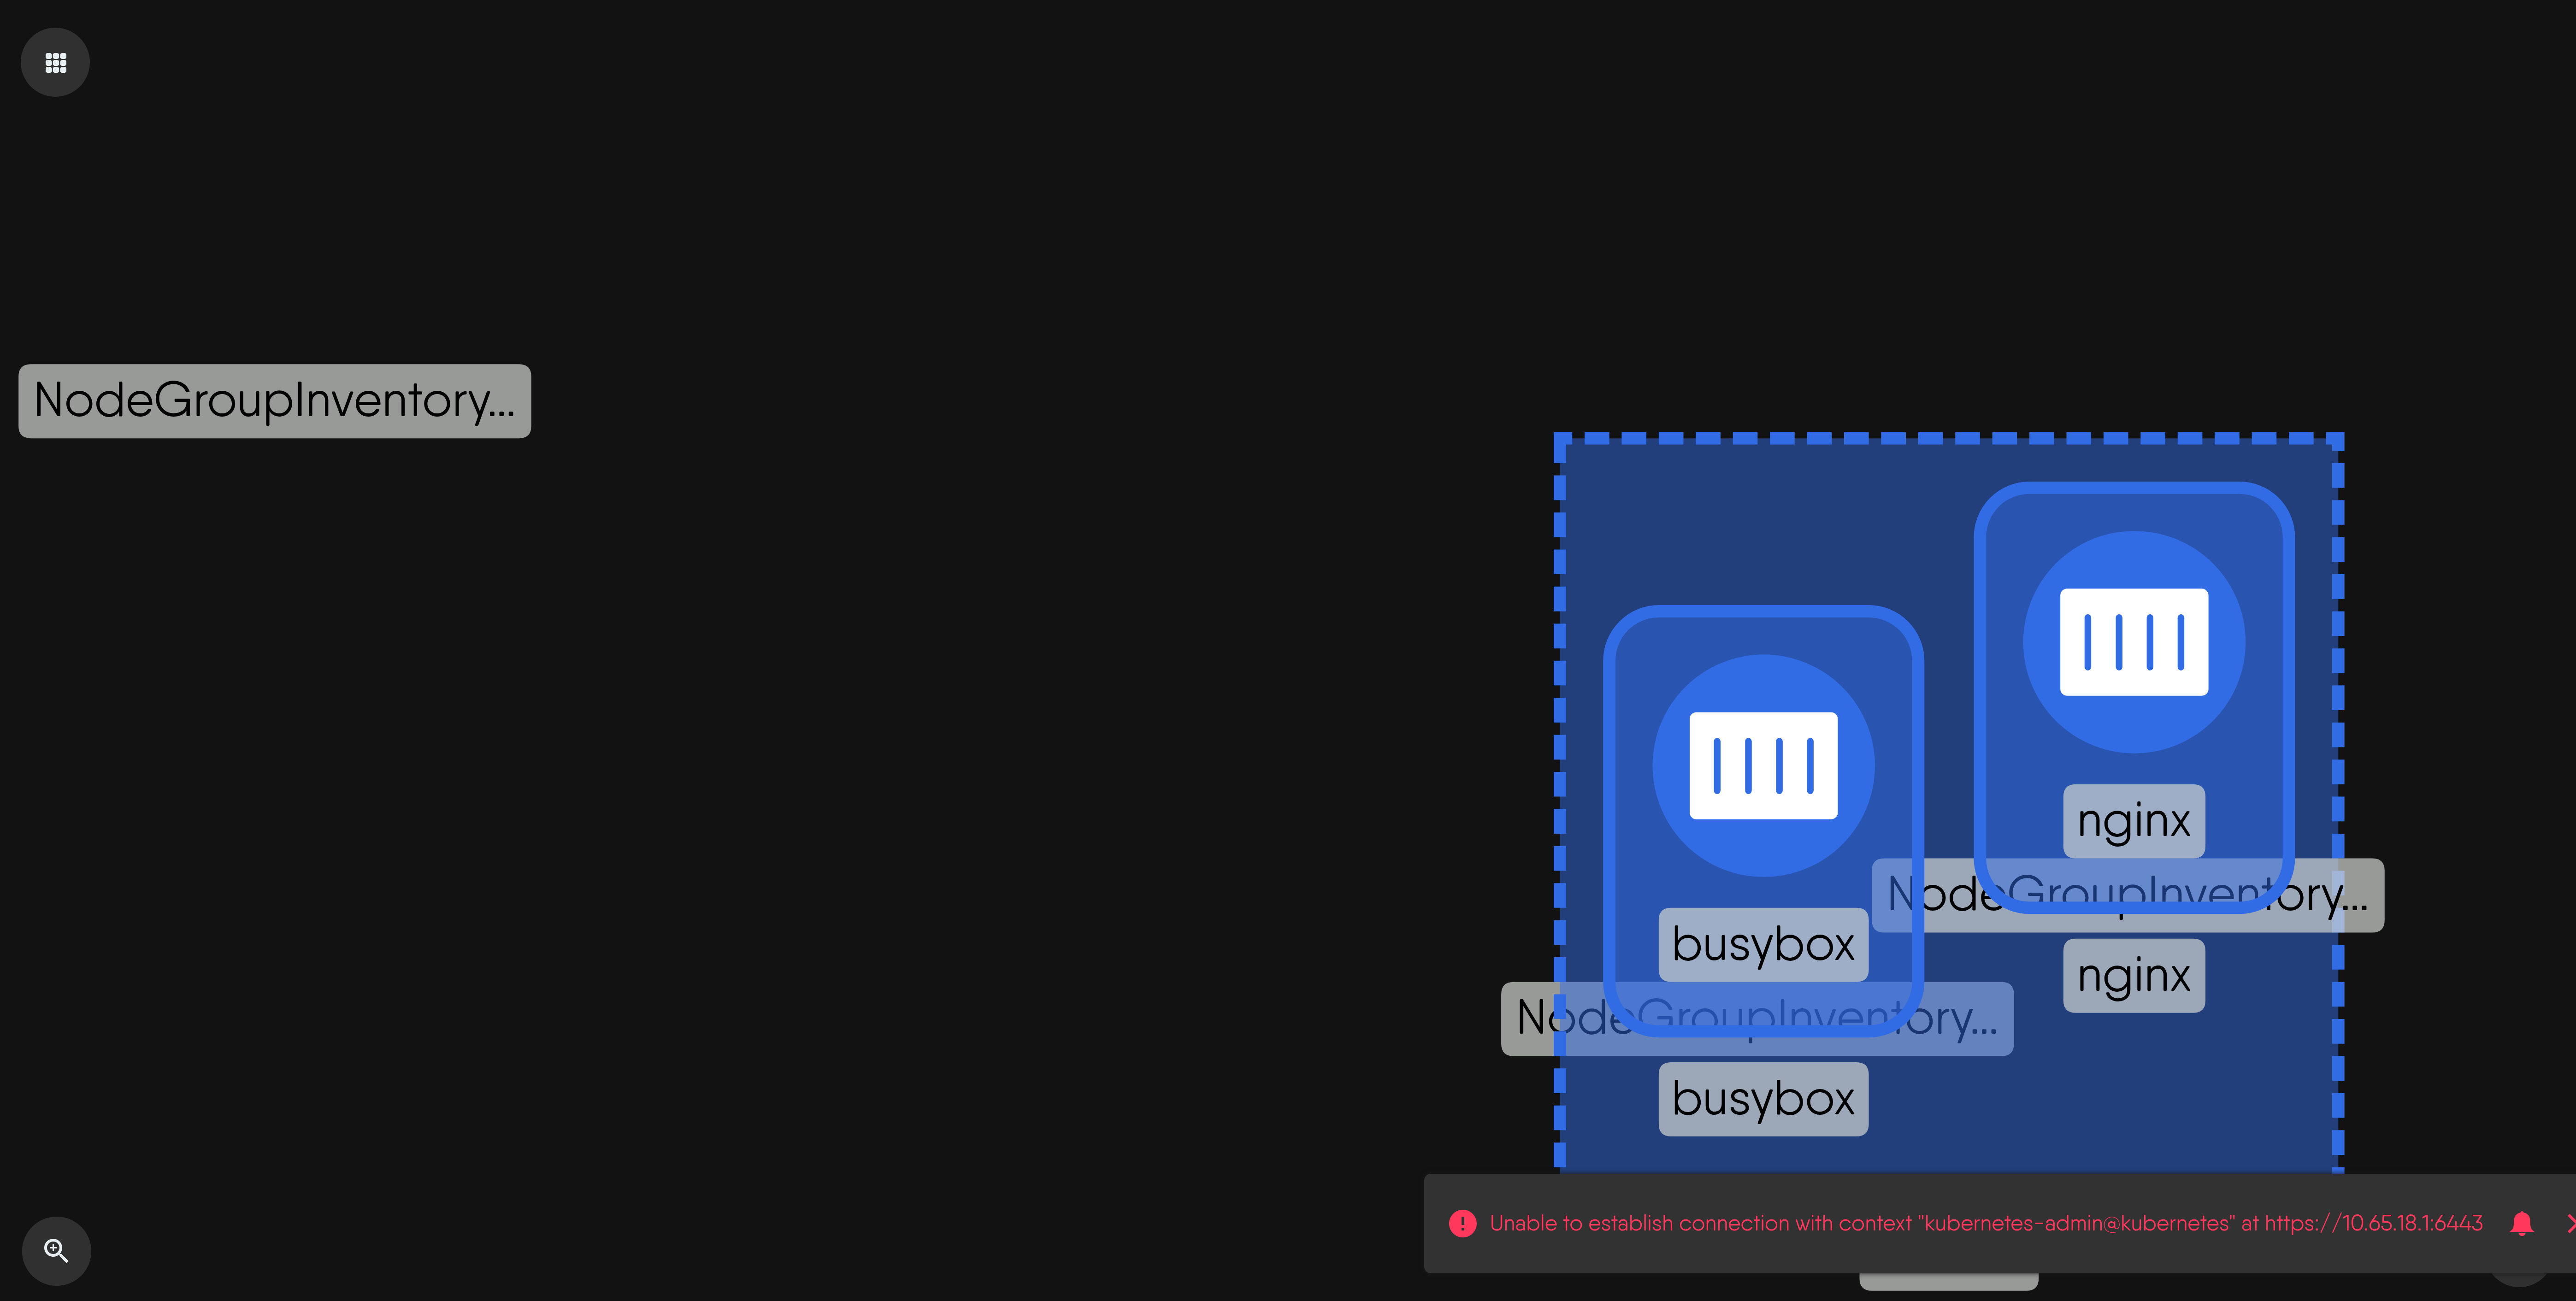 NodeGroupInventory...
nginx
NodeGroupInventory...
busybox
nginx
NodeGroupInventory...
busybox
Unable to establish connection with context "kubernetes-admin@kubernetes" at https://10.65.18.1:6443